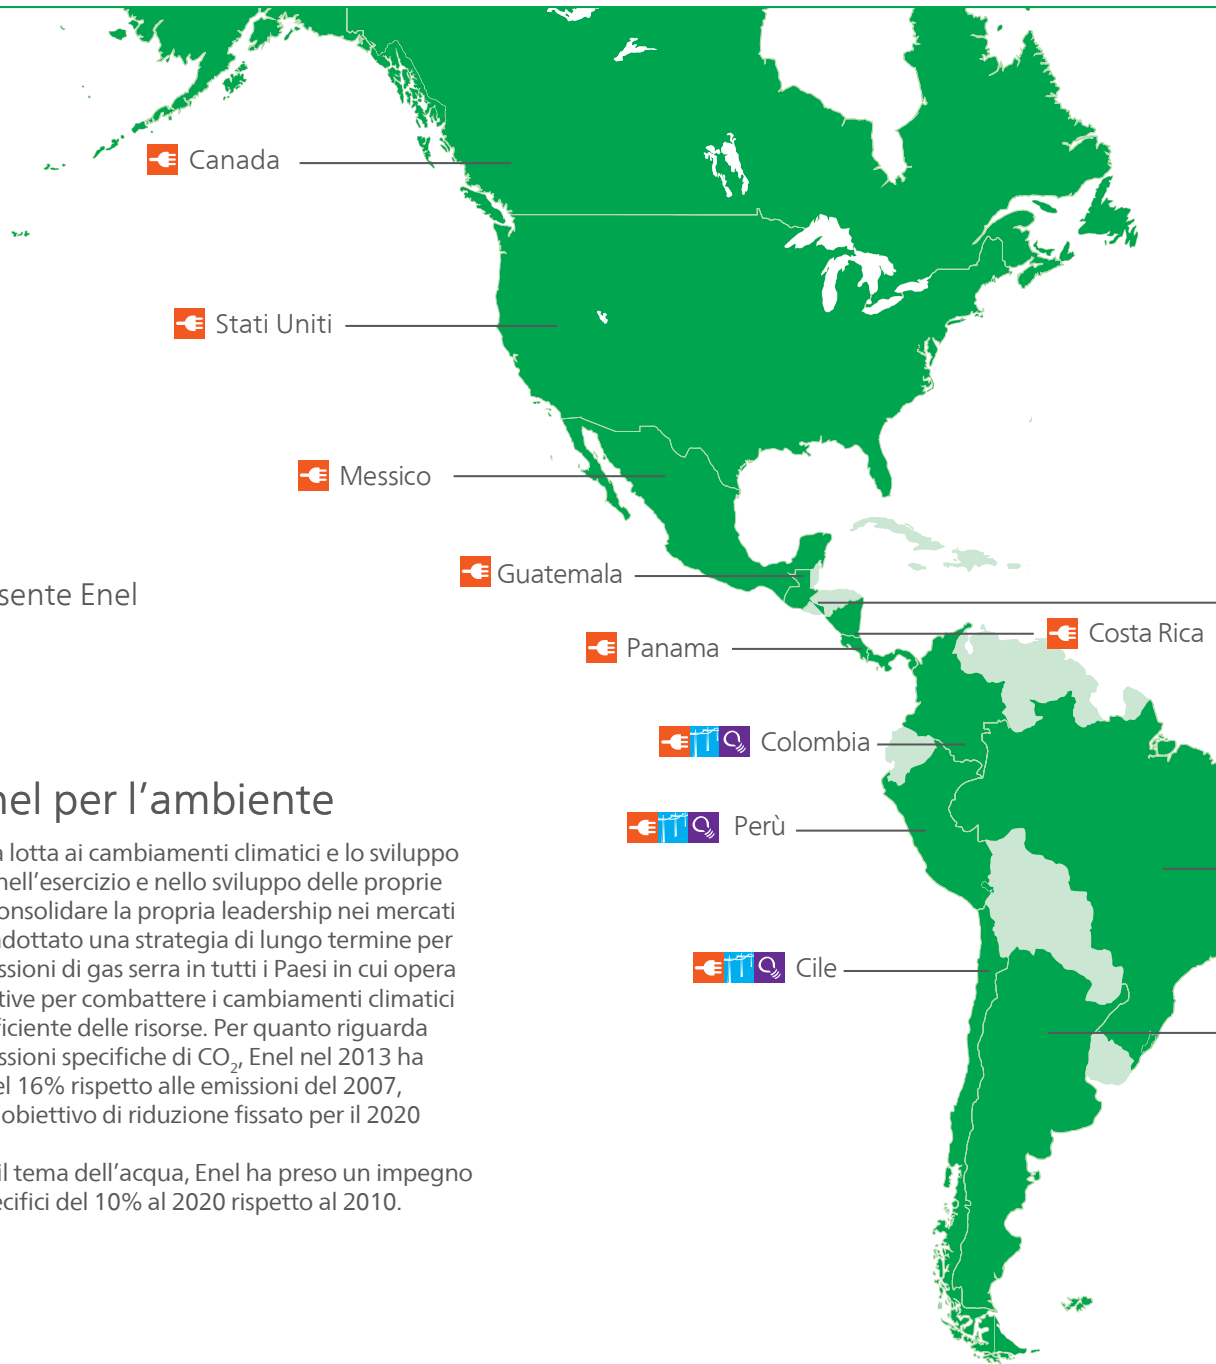 Canada
Stati Uniti
Messico
Guatemala
sente Enel
Costa Rica
Panama
Colombia
Perù
Cile
nel per l'ambiente
a lotta ai cambiamenti climatici e lo sviluppo
nell'esercizio e nello sviluppo delle proprie
onsolidare la propria leadership nei mercati
dottato una strategia di lungo termine per
ssioni di gas serra in tutti i Paesi in cui opera
tive per combattere i cambiamenti climatici
ficiente delle risorse. Per quanto riguarda
ssioni specifiche di CO₂, Enel nel 2013 ha
el 16% rispetto alle emissioni del 2007,
'obiettivo di riduzione fissato per il 2020
il tema dell'acqua, Enel ha preso un impegno
ecifici del 10% al 2020 rispetto al 2010.